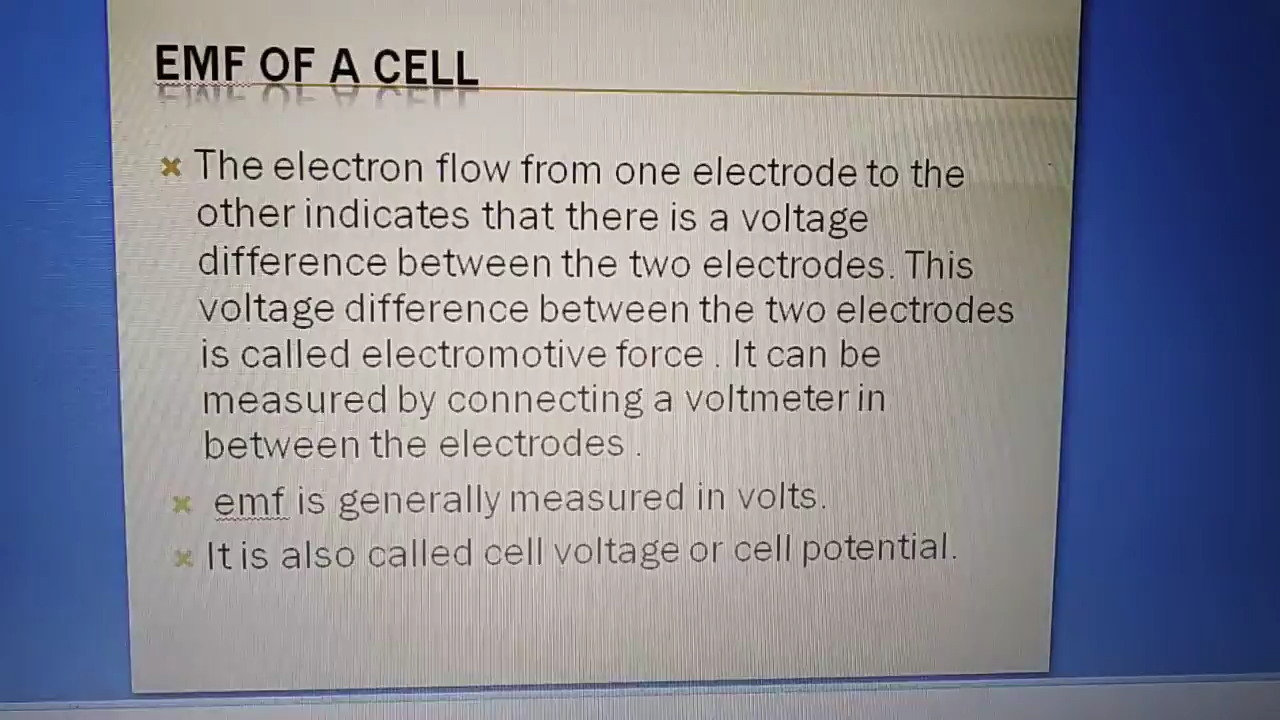 EMF OF A CELL
The electron flow from one electrode to the
other indicates that there is a voltage
difference between the two electrodes. This
voltage difference between the two electrodes
is called electromotive force . It can be
measured by connecting a voltmeter in
between the electrodes .
emf is generally measured in volts.
It is also called cell voltage or cell potential.